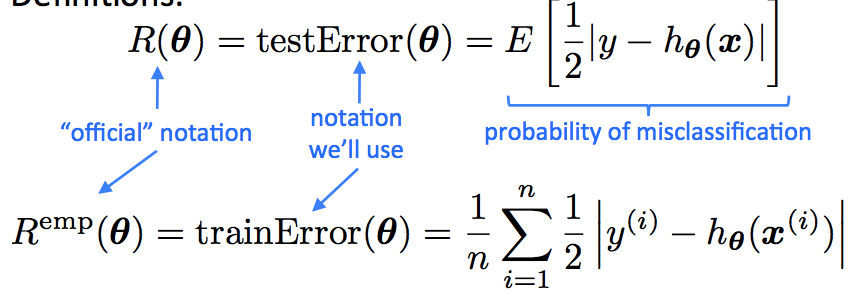 Definitions:
R(θ) = testError(θ) = E [ 1/2 |y − h_θ(x)| ]
“official” notation
notation we’ll use
probability of misclassification
R^emp(θ) = trainError(θ) = 1/n ∑_{i=1}^{n} 1/2 |y^(i) − h_θ(x^(i))|